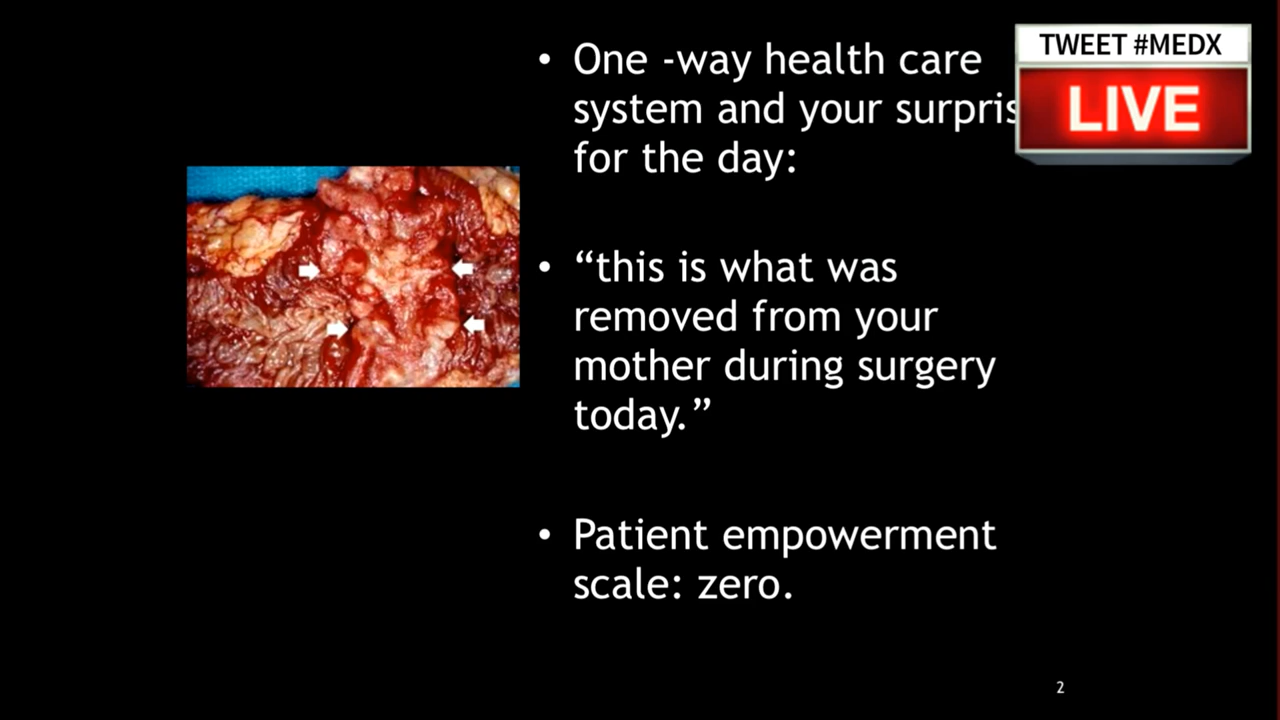 • One -way health care
system and your surpris
for the day:
• “this is what was
removed from your
mother during surgery
today.”
• Patient empowerment
scale: zero.
TWEET #MEDX
LIVE
2